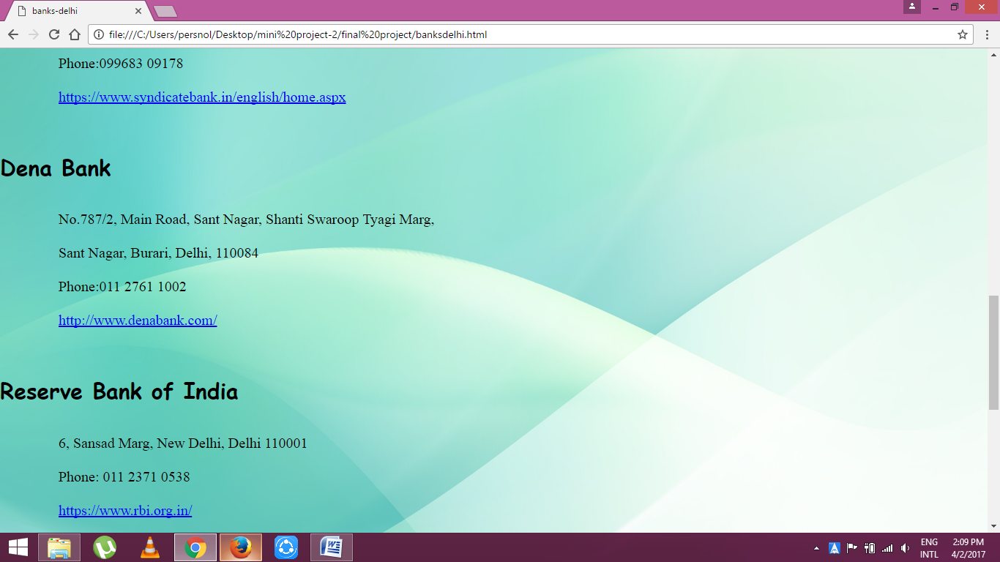 banks-delhi
file:///C:/Users/persnol/Desktop/mini%20project-2/final%20project/banksdelhi.html
Phone:099683 09178
https://www.syndicatebank.in/english/home.aspx
Dena Bank
No.787/2, Main Road, Sant Nagar, Shanti Swaroop Tyagi Marg,
Sant Nagar, Burari, Delhi, 110084
Phone:011 2761 1002
http://www.denabank.com/
Reserve Bank of India
6, Sansad Marg, New Delhi, Delhi 110001
Phone: 011 2371 0538
https://www.rbi.org.in/
ENG 2:09 PM
INTL 4/2/2017